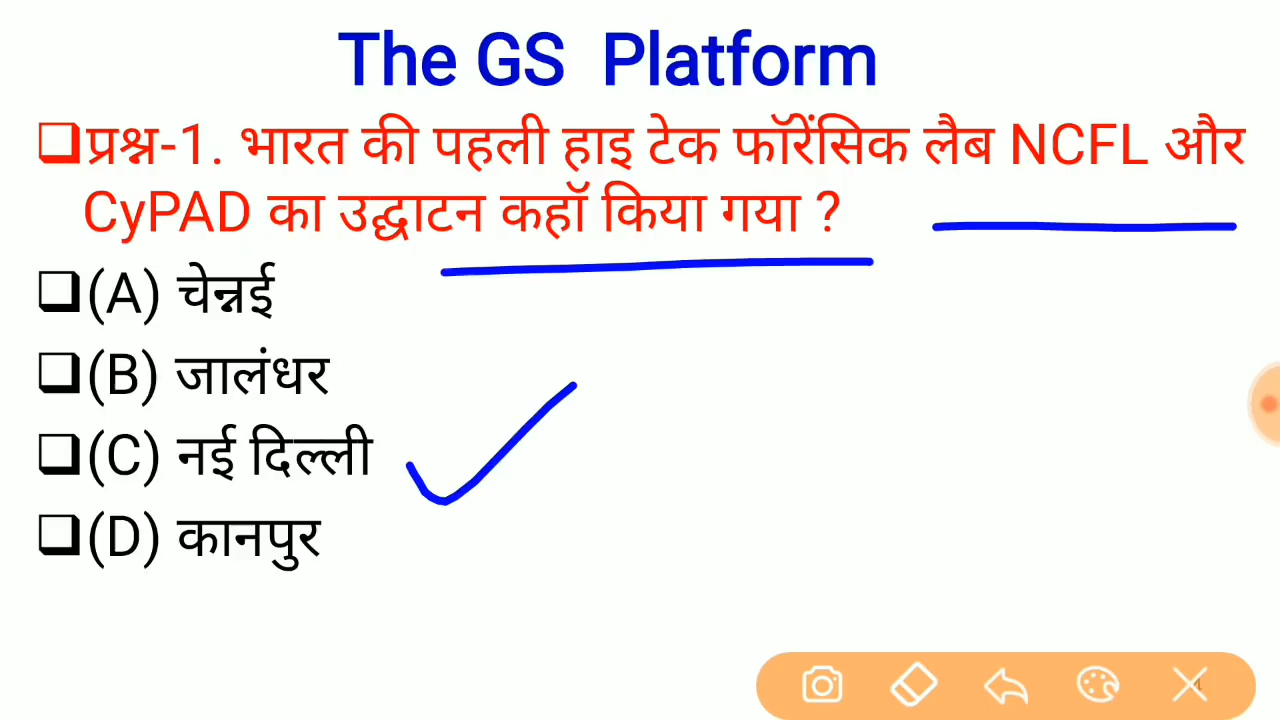 The GS Platform
❑प्रश्न-1. भारत की पहली हाइ टेक फॉरेंसिक लैब NCFL और
CyPAD का उद्घाटन कहॉ किया गया ?
❑(A) चेन्नई
❑(B) जालंधर
❑(C) नई दिल्ली
❑(D) कानपुर